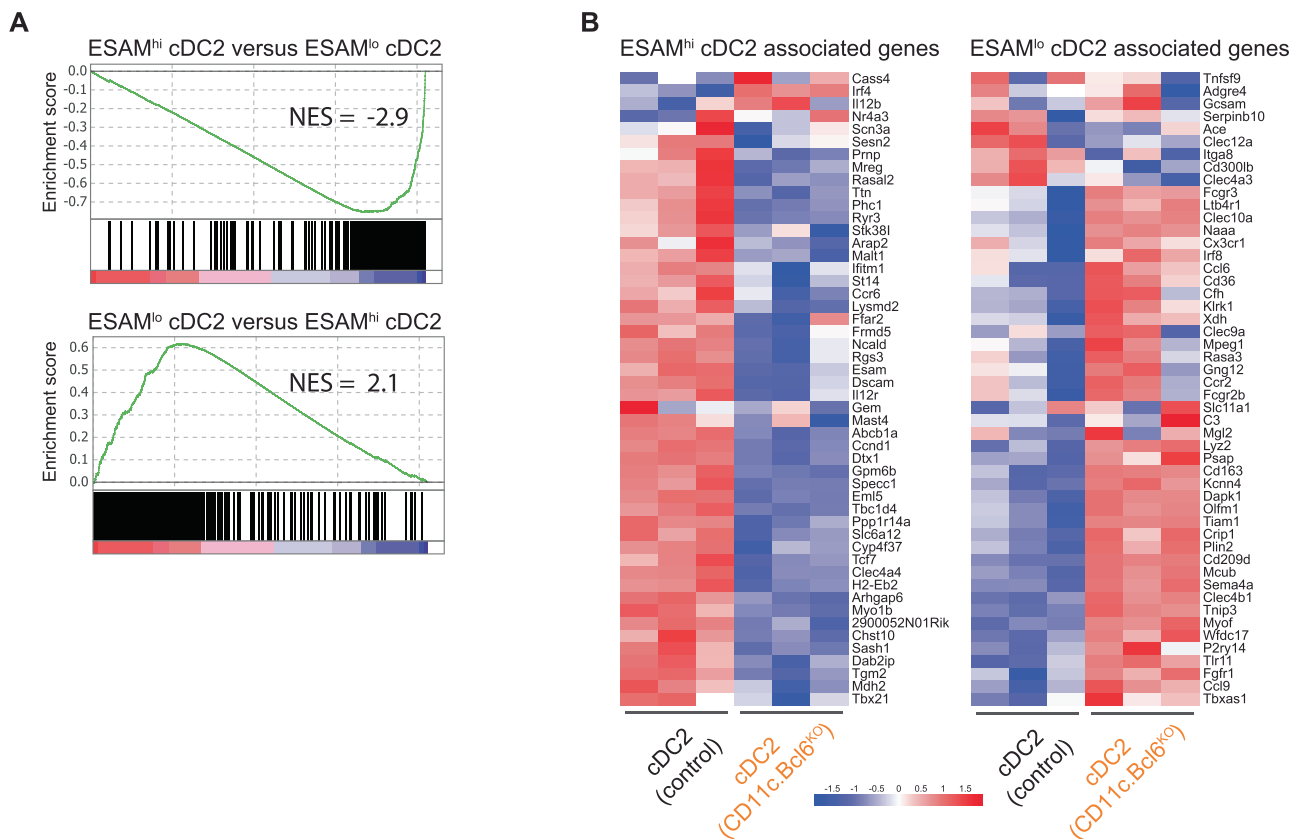 A
ESAMhi cDC2 versus ESAMlo cDC2
Enrichment score
0.0
-0.1
-0.2
-0.3
-0.4
-0.5
-0.6
-0.7
NES = -2.9
ESAMlo cDC2 versus ESAMhi cDC2
Enrichment score
0.6
0.5
0.4
0.3
0.2
0.1
0.0
NES = 2.1
B
ESAMhi cDC2 associated genes
Cass4
Irf4
Il12b
Nr4a3
Scn3a
Sesn2
Prnp
Mreg
Rasal2
Ttn
Phc1
Ryr3
Stk38l
Arap2
Malt1
Ifitm1
St14
Ccr6
Lysmd2
Ffar2
Frmd5
Ncald
Rgs3
Esam
Dscam
Il12r
Gem
Mast4
Abcb1a
Ccnd1
Dtx1
Gpm6b
Specc1
Eml5
Tbc1d4
Ppp1r14a
Slc6a12
Cyp4f37
Tcf7
Clec4a4
H2-Eb2
Arhgap6
Myo1b
2900052N01Rik
Chst10
Sash1
Dab2ip
Tgm2
Mdh2
Tbx21
cDC2
(control)
cDC2
(CD11c.Bcl6KO)
ESAMlo cDC2 associated genes
Tnfsf9
Adgre4
Gcsam
Serpinb10
Ace
Clec12a
Itga8
Cd300lb
Clec4a3
Fcgr3
Ltb4r1
Clec10a
Naaa
Cx3cr1
Irf8
Ccl6
Cd36
Cfh
Klrk1
Xdh
Clec9a
Mpeg1
Rasa3
Gng12
Ccr2
Fcgr2b
Slc11a1
C3
Mgl2
Lyz2
Psap
Cd163
Kcnn4
Dapk1
Olfm1
Tiam1
Crip1
Plin2
Cd209d
Mcub
Sema4a
Clec4b1
Tnip3
Myof
Wfdc17
P2ry14
Tlr11
Fgfr1
Ccl9
Tbxas1
cDC2
(control)
cDC2
(CD11c.Bcl6KO)
-1.5 -1 -0.5 0 0.5 1 1.5